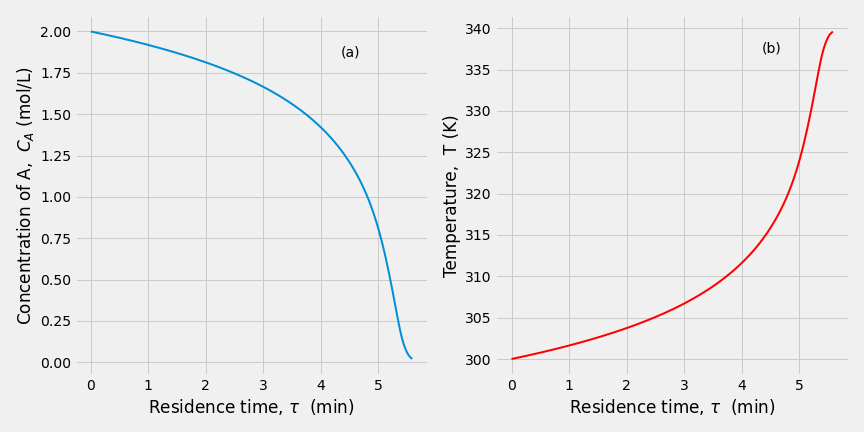 2.00
1.75
1.50
1.25
1.00
0.75
0.50
0.25
0.00
Concentration of A, C_A (mol/L)
(a)
0 1 2 3 4 5
Residence time, τ (min)
340
335
330
325
320
315
310
305
300
Temperature, T (K)
(b)
0 1 2 3 4 5
Residence time, τ (min)